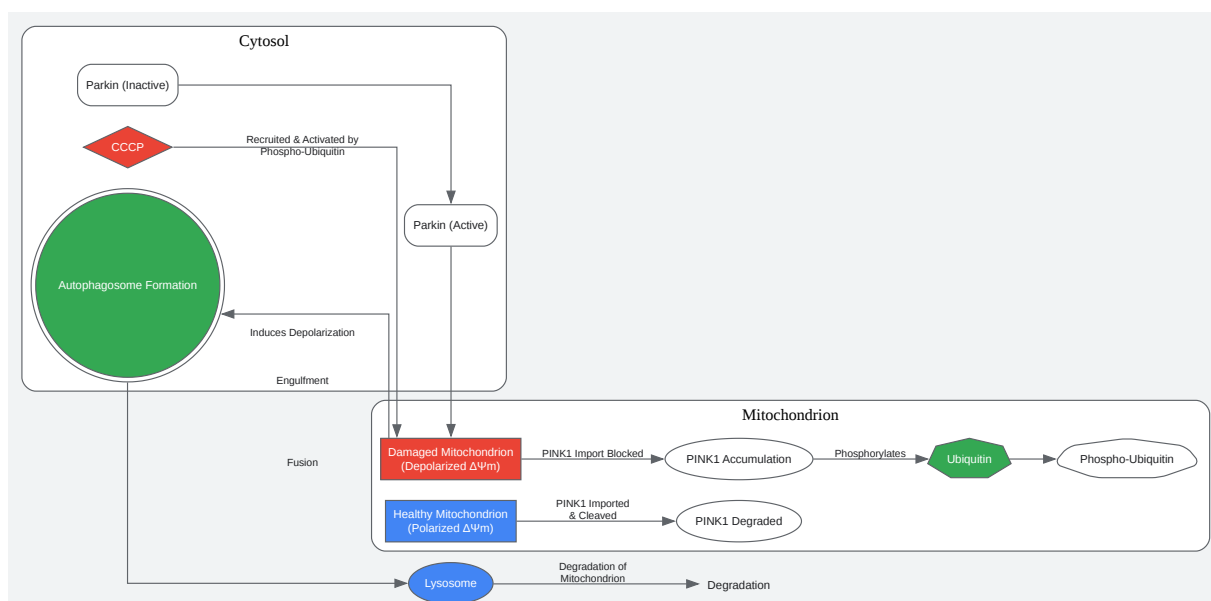 Cytosol
Parkin (Inactive)
CCCP
Recruited & Activated by
Phospho-Ubiquitin
Parkin (Active)
Autophagosome Formation
Induces Depolarization
Engulfment
Mitochondrion
Damaged Mitochondrion
(Depolarized ΔΨm)
PINK1 Import Blocked
PINK1 Accumulation
Phosphorylates
Ubiquitin
Phospho-Ubiquitin
Fusion
Healthy Mitochondrion
(Polarized ΔΨm)
PINK1 Imported
& Cleaved
PINK1 Degraded
Lysosome
Degradation of
Mitochondrion
Degradation